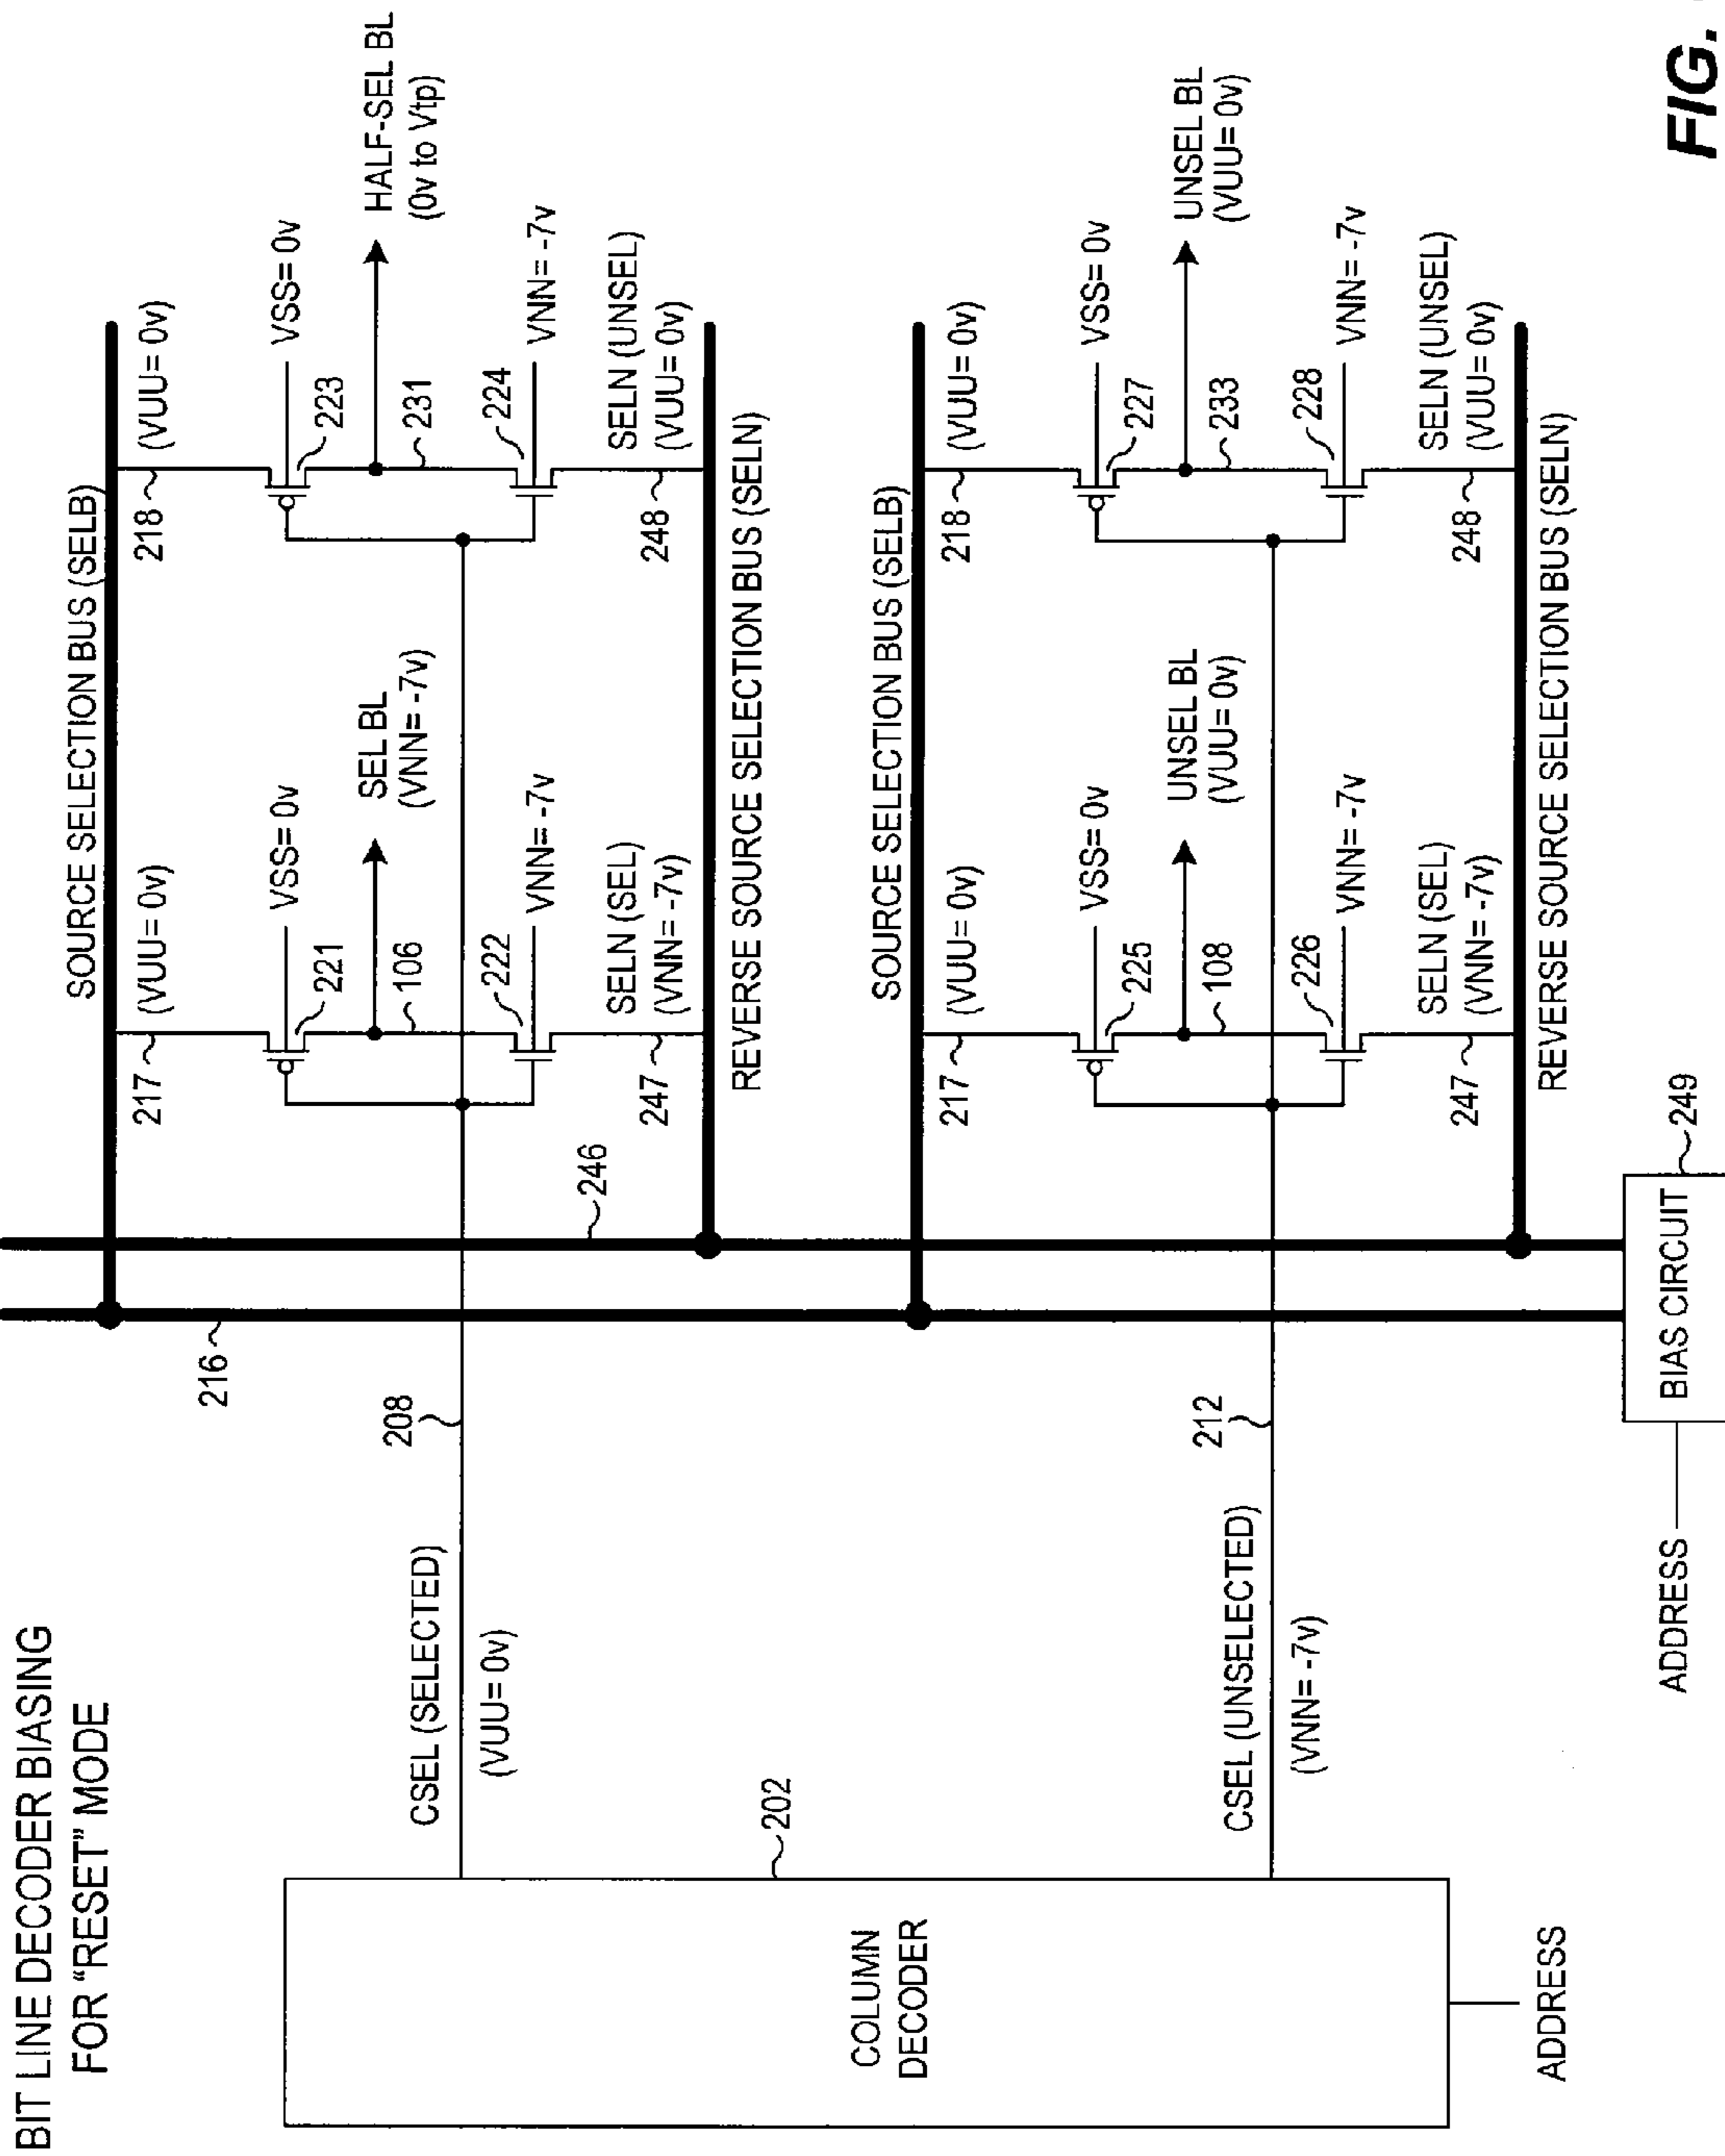 BIT LINE DECODER BIASING
FOR "RESET" MODE
SOURCE SELECTION BUS (SELB)
217
(VUU= 0v)
218
(VUU= 0v)
VSS= 0v
221
VSS= 0v
223
SEL BL
(VNN= -7v)
HALF-SEL BL
(0v to Vtp)
106
231
CSEL (SELECTED)
208
(VUU= 0v)
222
VNN= -7v
224
VNN= -7v
216
246
247
SELN (SEL)
(VNN= -7v)
248
SELN (UNSEL)
(VUU= 0v)
REVERSE SOURCE SELECTION BUS (SELN)
202
COLUMN
DECODER
SOURCE SELECTION BUS (SELB)
217
(VUU= 0v)
218
(VUU= 0v)
VSS= 0v
225
VSS= 0v
227
UNSEL BL
(VUU= 0v)
UNSEL BL
(VUU= 0v)
108
233
CSEL (UNSELECTED)
212
(VNN= -7v)
226
VNN= -7v
228
VNN= -7v
247
SELN (SEL)
(VNN= -7v)
248
SELN (UNSEL)
(VUU= 0v)
REVERSE SOURCE SELECTION BUS (SELN)
ADDRESS
ADDRESS
BIAS CIRCUIT
249
FIG.